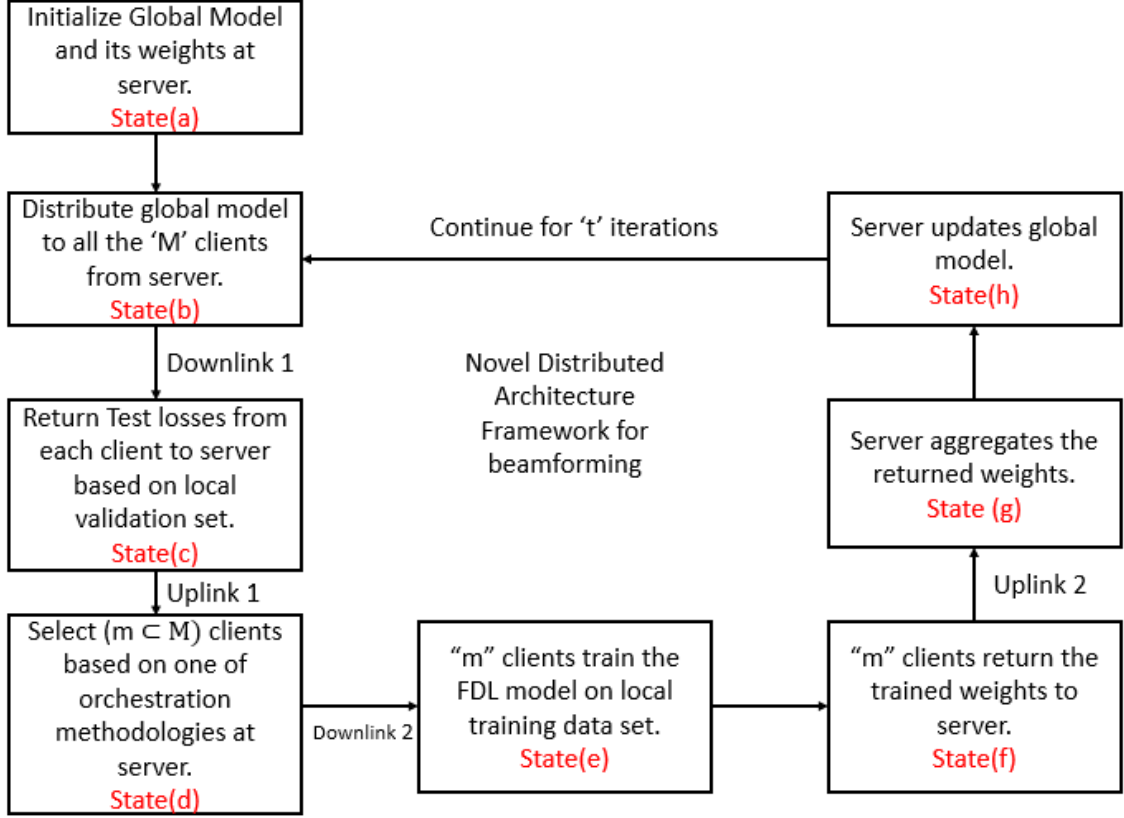 Initialize Global Model
and its weights at
server.
State(a)
Distribute global model
to all the ‘M’ clients
from server.
State(b)
Downlink 1
Return Test losses from
each client to server
based on local
validation set.
State(c)
Uplink 1
Select (m ⊂ M) clients
based on one of
orchestration
methodologies at
server.
State(d)
Downlink 2
“m” clients train the
FDL model on local
training data set.
State(e)
“m” clients return the
trained weights to
server.
State(f)
Uplink 2
Server aggregates the
returned weights.
State (g)
Server updates global
model.
State(h)
Continue for ‘t’ iterations
Novel Distributed
Architecture
Framework for
beamforming